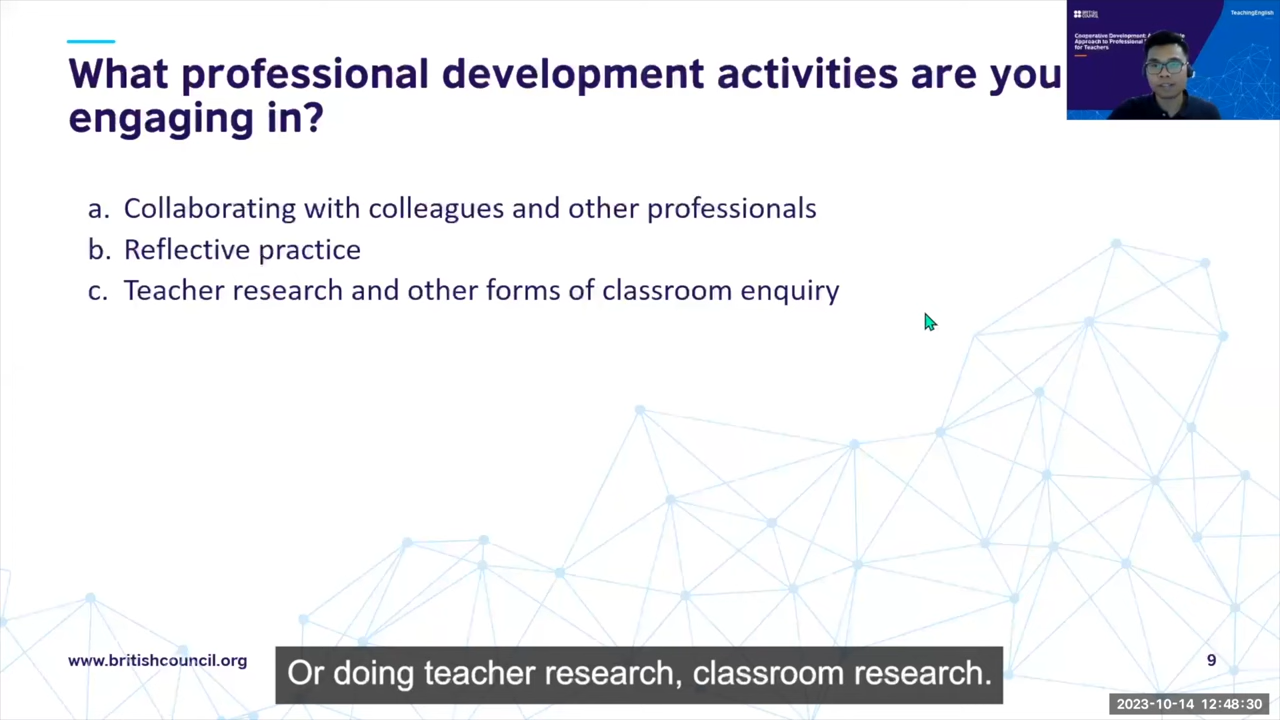 What professional development activities are you
engaging in?
BRITISH
COUNCIL
TeachingEnglish
Cooperative Development: A
Approach to Professional
for Teachers
a. Collaborating with colleagues and other professionals
b. Reflective practice
c. Teacher research and other forms of classroom enquiry
www.britishcouncil.org
9
Or doing teacher research, classroom research.
2023-10-14 12:48:30